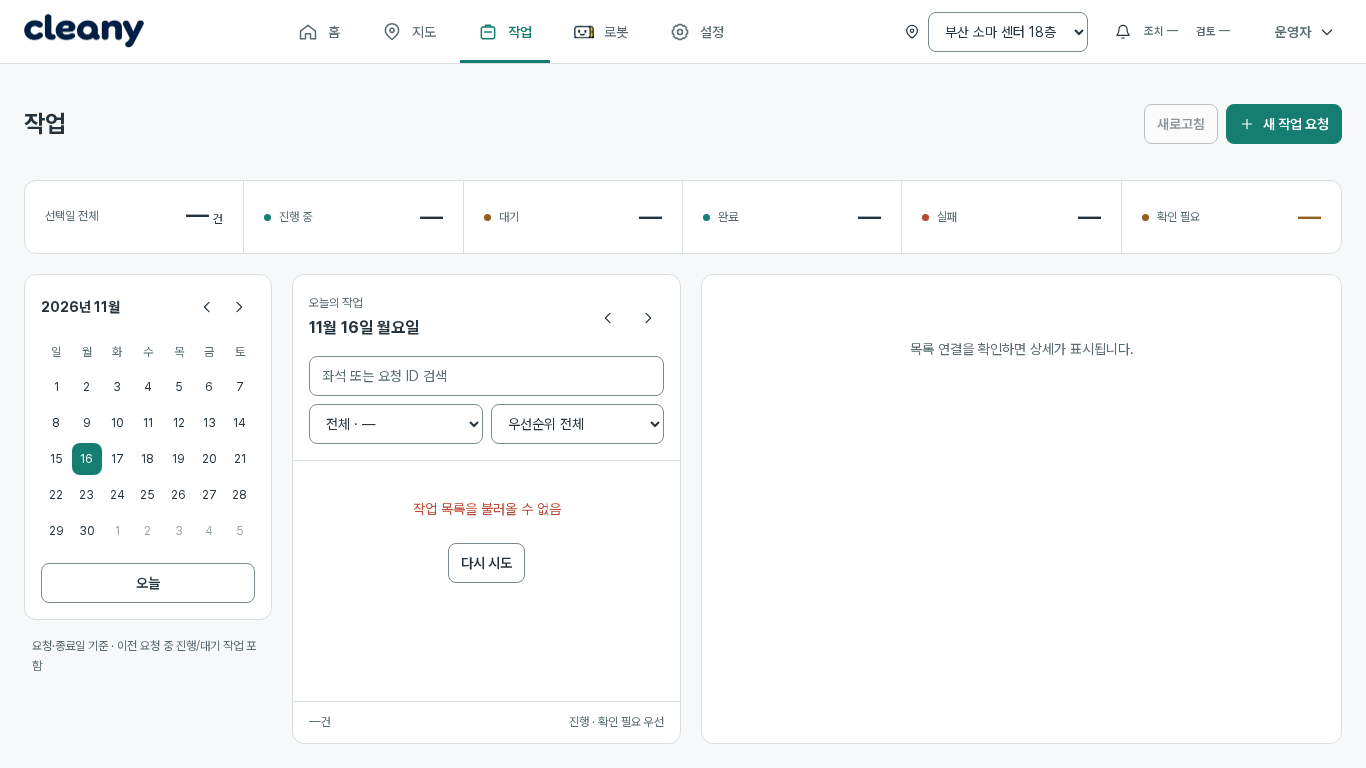 cleany
홈
지도
작업
로봇
설정
부산 소마 센터 18층
조치 —
검토 —
운영자
작업
새로고침
+ 새 작업 요청
선택일 전체
— 건
진행 중
—
대기
—
완료
—
실패
—
확인 필요
—
2026년 11월
일 월 화 수 목 금 토
1 2 3 4 5 6 7
8 9 10 11 12 13 14
15 16 17 18 19 20 21
22 23 24 25 26 27 28
29 30 1 2 3 4 5
오늘
요청·종료일 기준 · 이전 요청 중 진행/대기 작업 포
함
오늘의 작업
11월 16일 월요일
좌석 또는 요청 ID 검색
전체 · —
우선순위 전체
작업 목록을 불러올 수 없음
다시 시도
—건
진행 · 확인 필요 우선
목록 연결을 확인하면 상세가 표시됩니다.